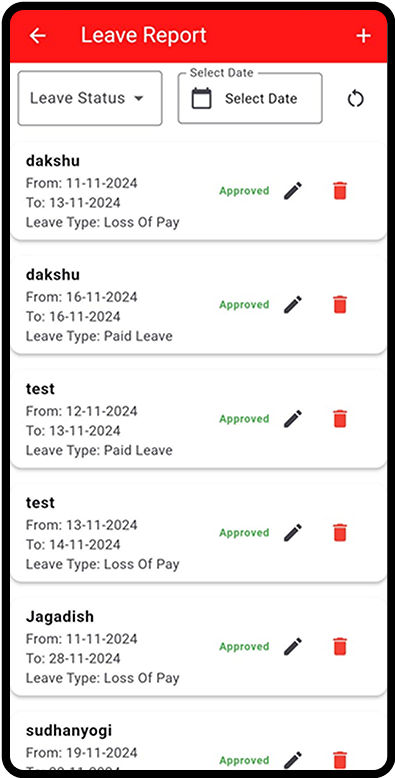 Leave Report
Select Date
Leave Status
Select Date
dakshu
From: 11-11-2024
To: 13-11-2024
Leave Type: Loss Of Pay
Approved
dakshu
From: 16-11-2024
To: 16-11-2024
Leave Type: Paid Leave
Approved
test
From: 12-11-2024
To: 13-11-2024
Leave Type: Paid Leave
Approved
test
From: 13-11-2024
To: 14-11-2024
Leave Type: Loss Of Pay
Approved
Jagadish
From: 11-11-2024
To: 28-11-2024
Leave Type: Loss Of Pay
Approved
sudhanyogi
From: 19-11-2024
Approved